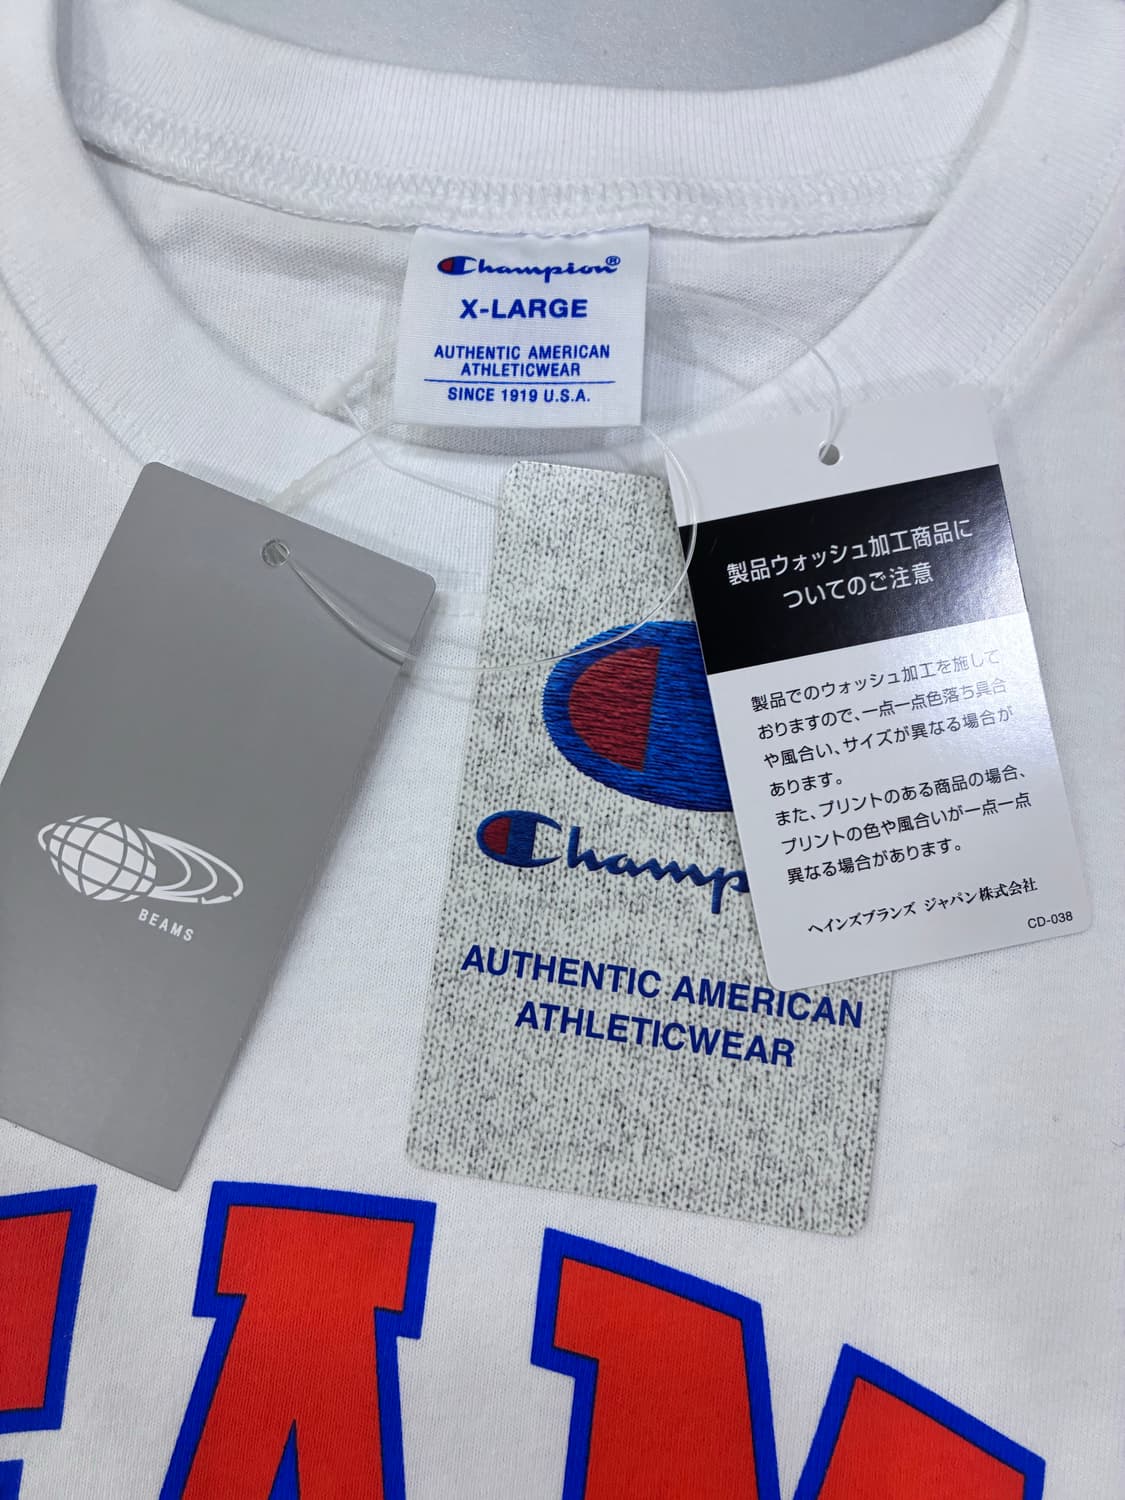 Champion®
X-LARGE
AUTHENTIC AMERICAN
ATHLETICWEAR
SINCE 1919 U.S.A.
BEAMS
Champ
AUTHENTIC AMERICAN
ATHLETICWEAR
製品ウォッシュ加工商品に
ついてのご注意
製品でのウォッシュ加工を施して
おりますので、一点一点色落ち具合
や風合い、サイズが異なる場合が
あります。
また、プリントのある商品の場合、
プリントの色や風合いが一点一点
異なる場合があります。
ヘインズブランズ ジャパン株式会社
CD-038
EAM